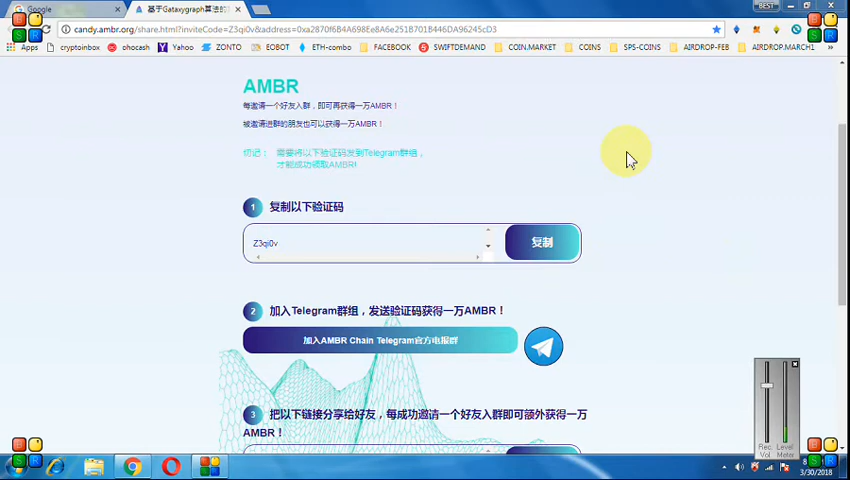 Google
基于Gataxygraph算法的
BEST
candy.ambr.org/share.html?inviteCode=Z3qi0v&address=0xa2870f6B4A698Ee8A6e251B701B446DA96245cD3
Apps
cryptoinbox
ohocash
Yahoo
ZONTO
EOBOT
ETH-combo
FACEBOOK
SWIFTDEMAND
COIN.MARKET
COINS
SPS-COINS
AIRDROP-FEB
AIRDROP.MARCH1
AMBR
每邀请一个好友入群，即可再获得一万AMBR！
被邀请进群的朋友也可以获得一万AMBR！
切记： 需要将以下验证码发到Telegram群组，
才能成功领取AMBR!
1 复制以下验证码
Z3qi0v
复制
2 加入Telegram群组，发送验证码获得一万AMBR！
加入AMBR Chain Telegram官方电报群
3 把以下链接分享给好友，每成功邀请一个好友入群即可额外获得一万
AMBR！
Rec. Vol
Level Meter
3/30/2018